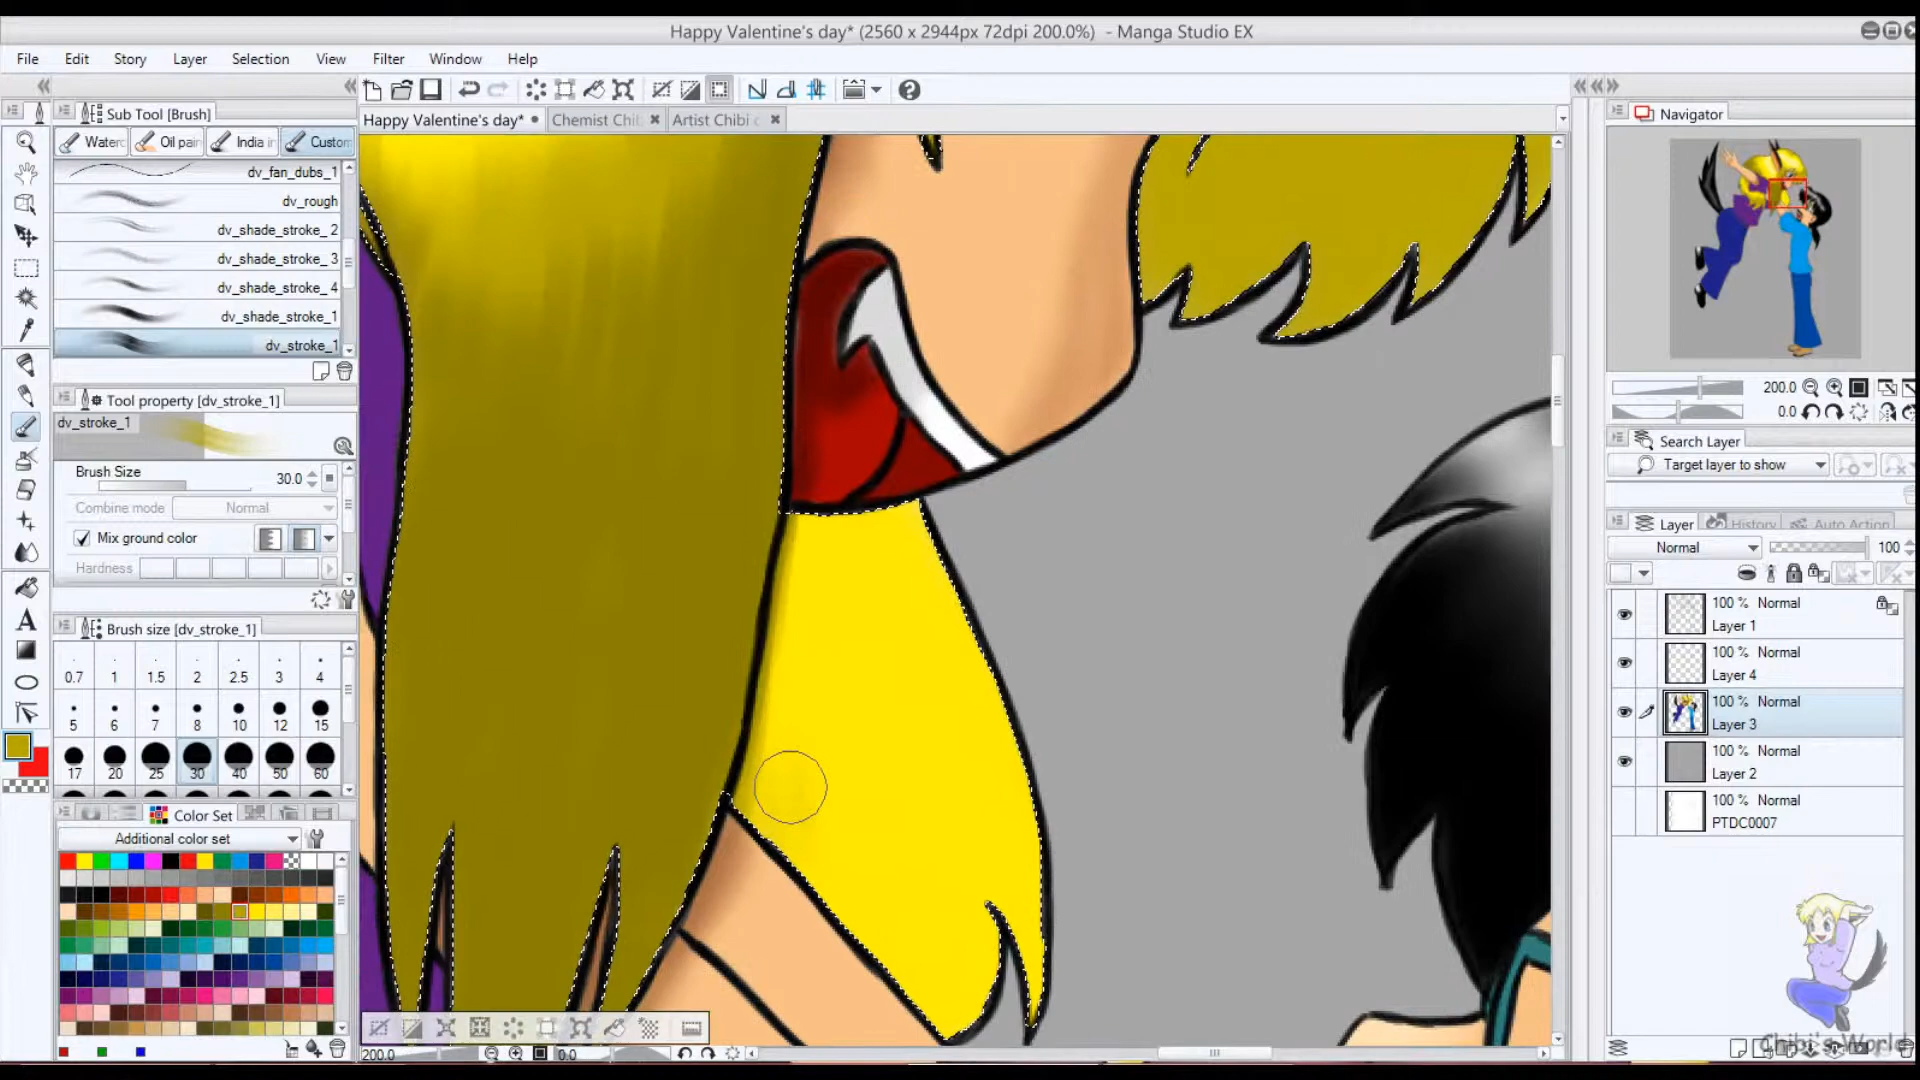 Happy Valentine's day* (2560 x 2944px 72dpi 200.0%) - Manga Studio EX
File Edit Story Layer Selection View Filter Window Help
Sub Tool [Brush]
Happy Valentine's day* Chemist Chib Artist Chibi
Waterc Oil pain India in Custom
dv_fan_dubs_1
dv_rough
dv_shade_stroke_2
dv_shade_stroke_3
dv_shade_stroke_4
dv_shade_stroke_1
dv_stroke_1
Tool property [dv_stroke_1]
dv_stroke_1
Brush Size 30.0
Combine mode Normal
Mix ground color
Hardness
Brush size [dv_stroke_1]
0.7 1 1.5 2 2.5 3 4
5 6 7 8 10 12 15
17 20 25 30 40 50 60
Color Set
Additional color set
200.0 0.0
Navigator
200.0
0.0
Search Layer
Target layer to show
Layer History Auto Action
Normal 100
100 % Normal
Layer 1
100 % Normal
Layer 4
100 % Normal
Layer 3
100 % Normal
Layer 2
100 % Normal
PTDC0007
Chibi's World